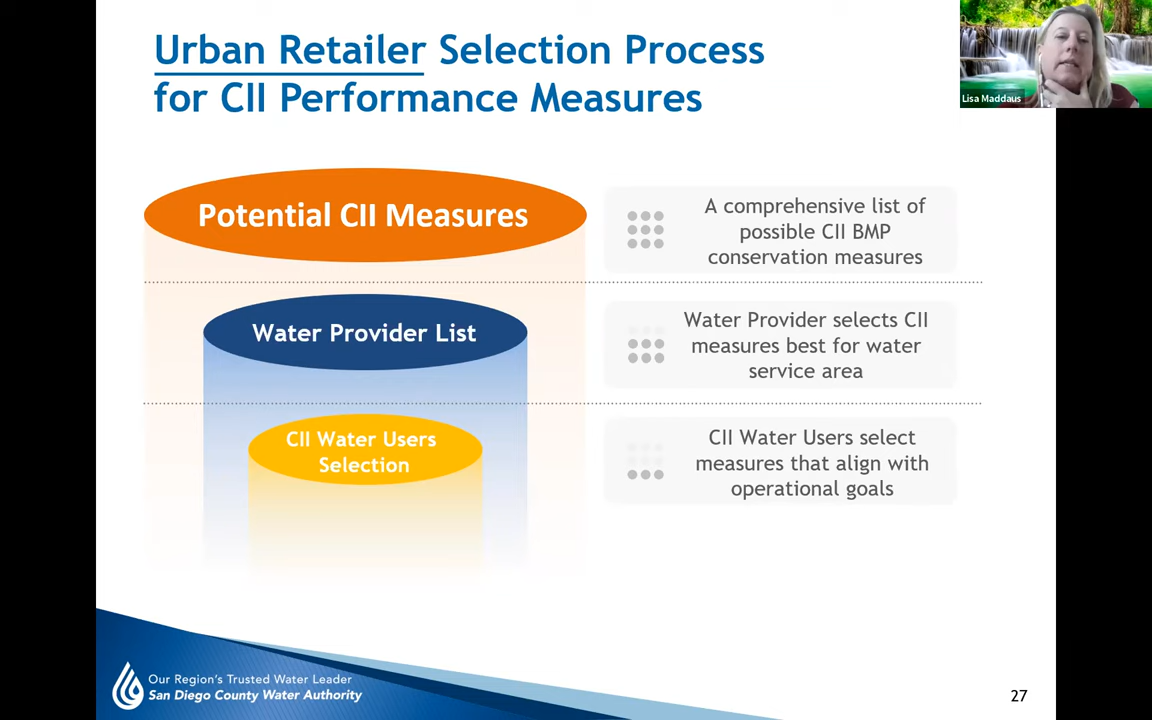 Urban Retailer Selection Process
for CII Performance Measures
Lisa Maddaus
Potential CII Measures
A comprehensive list of
possible CII BMP
conservation measures
Water Provider List
Water Provider selects CII
measures best for water
service area
CII Water Users
Selection
CII Water Users select
measures that align with
operational goals
Our Region's Trusted Water Leader
San Diego County Water Authority
27